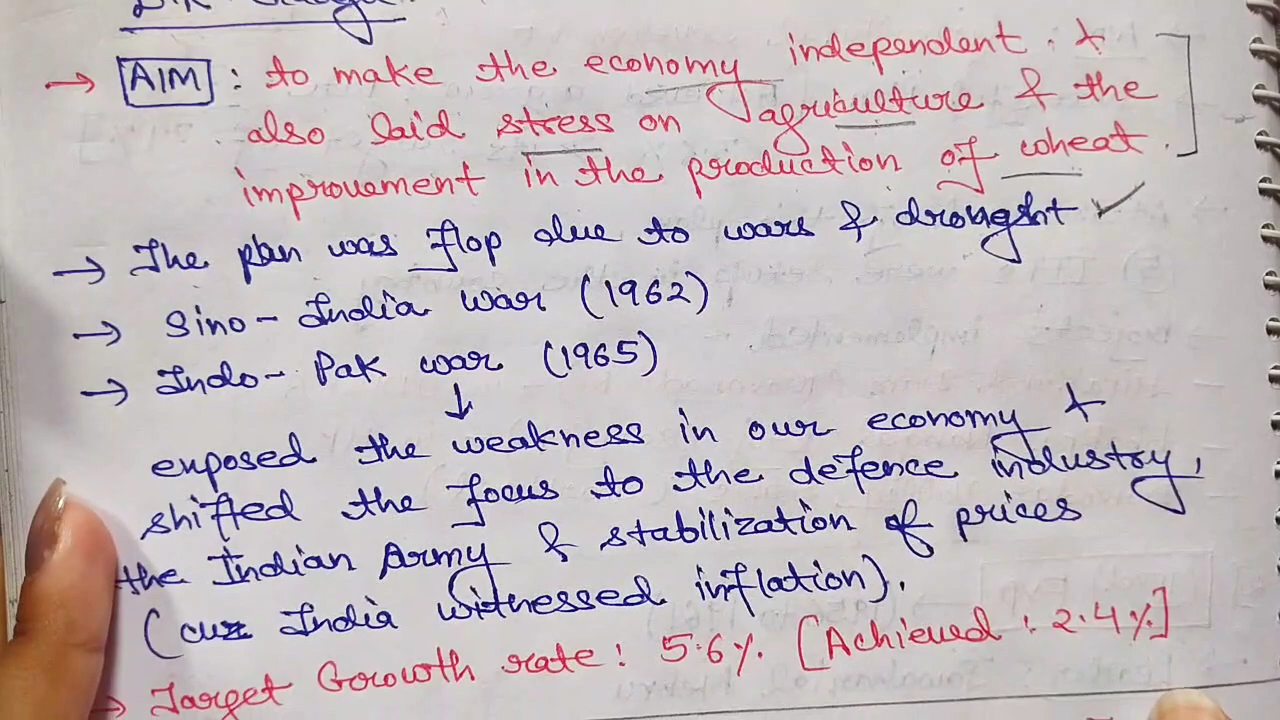 → AIM : to make the economy independent . &
also laid stress on agriculture & the
improvement in the production of wheat .
→ The plan was flop due to wars & drought ✓
→ Sino - India war (1962)
→ Indo - Pak war (1965)
↓
exposed the weakness in our economy &
shifted the focus to the defence industry,
the Indian Army & stabilization of prices
(cuz India witnessed inflation).
→ Target Growth rate : 5.6%. [Achieved : 2.4%]